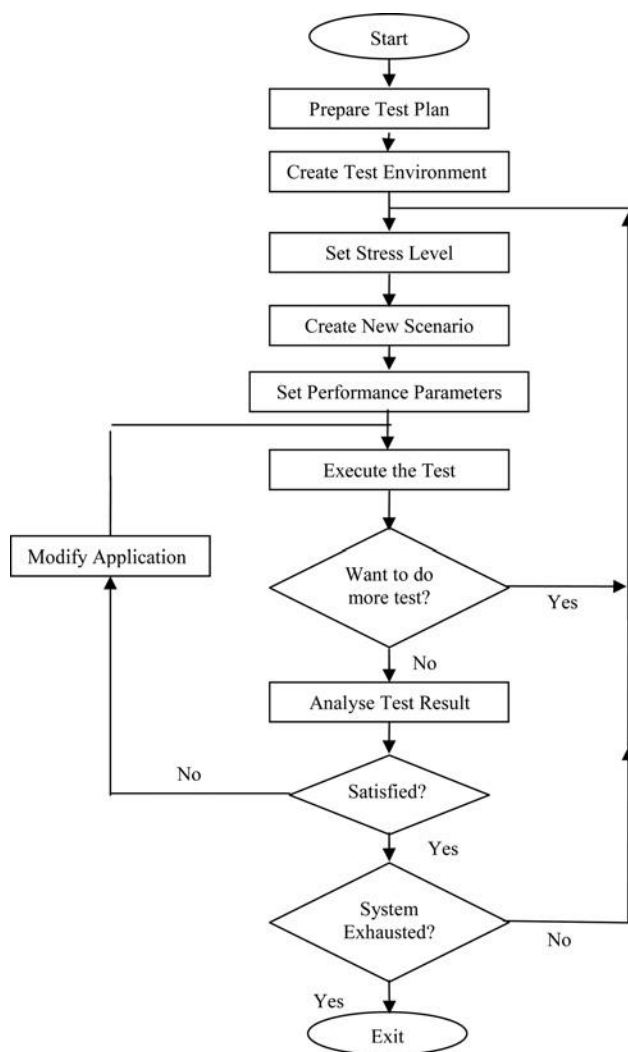 Start
Prepare Test Plan
Create Test Environment
Set Stress Level
Create New Scenario
Set Performance Parameters
Execute the Test
Modify Application
Want to do
more test?
Yes
No
Analyse Test Result
No
Satisfied?
Yes
System
Exhausted?
No
Yes
Exit